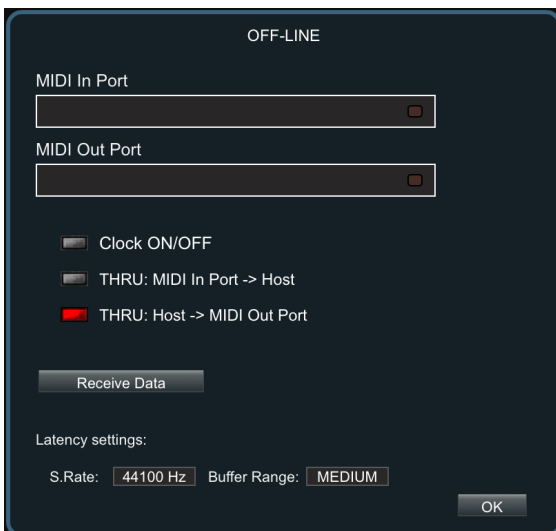 OFF-LINE
MIDI In Port
MIDI Out Port
Clock ON/OFF
THRU: MIDI In Port -> Host
THRU: Host -> MIDI Out Port
Receive Data
Latency settings:
S.Rate: 44100 Hz Buffer Range: MEDIUM
OK